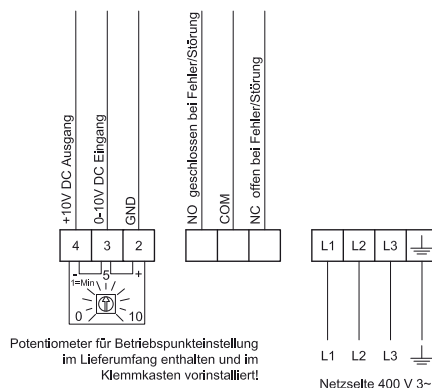 +10V DC Ausgang
0-10V DC Eingang
GND
NO geschlossen bei Fehler/Störung
COM
NC offen bei Fehler/Störung
4 3 2
L1 L2 L3
- 5 +
1=Min
0 10
Potentiometer für Betriebspunkteinstellung
im Lieferumfang enthalten und im
Klemmkasten vorinstalliert!
L1 L2 L3
Netzseite 400 V 3~